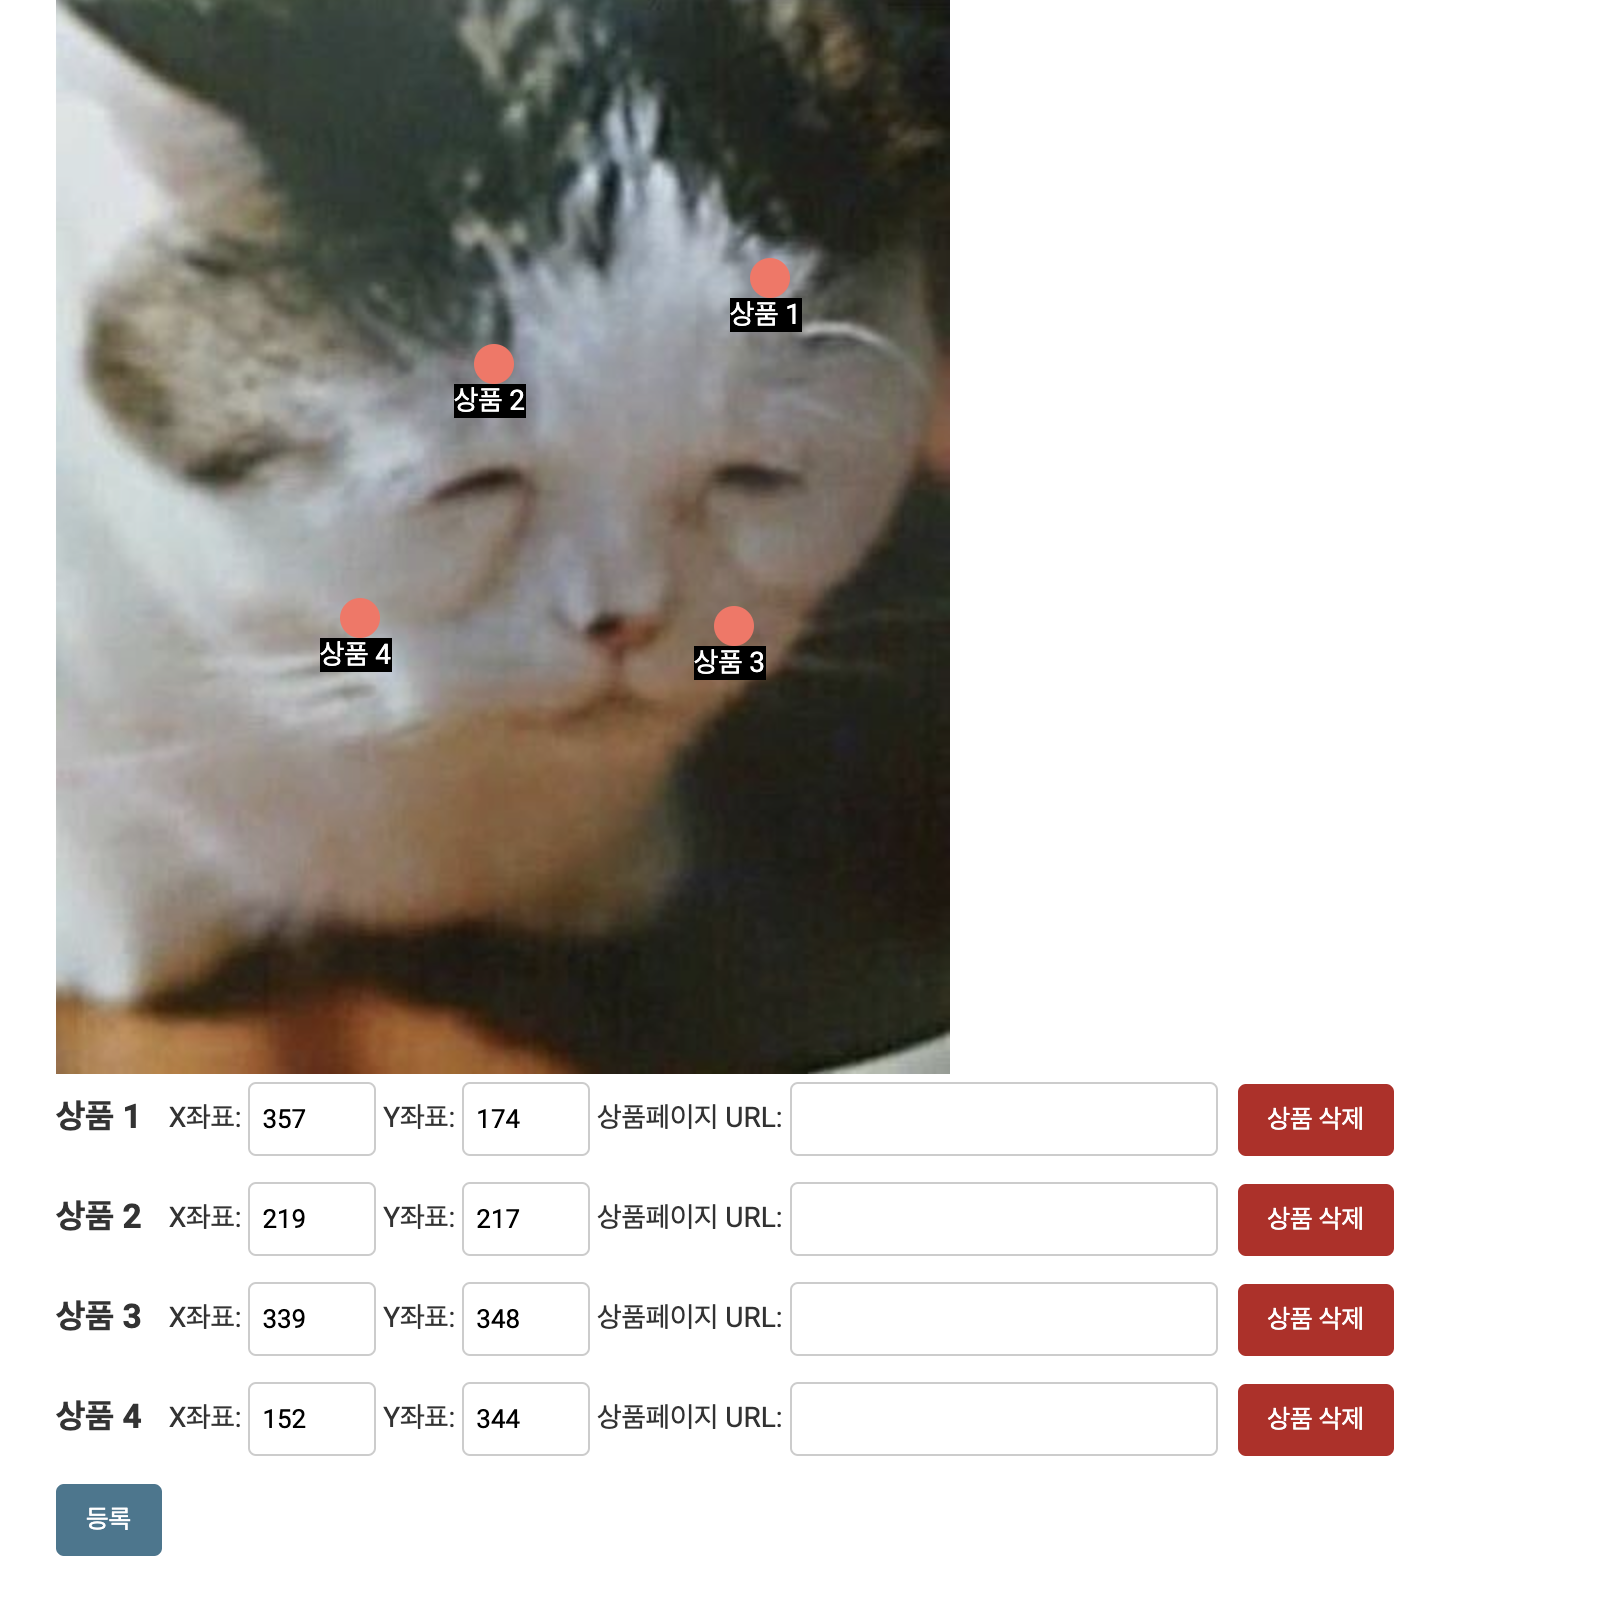 상품 1
상품 2
상품 4
상품 3
상품 1 X좌표: 357 Y좌표: 174 상품페이지 URL: 상품 삭제
상품 2 X좌표: 219 Y좌표: 217 상품페이지 URL: 상품 삭제
상품 3 X좌표: 339 Y좌표: 348 상품페이지 URL: 상품 삭제
상품 4 X좌표: 152 Y좌표: 344 상품페이지 URL: 상품 삭제
등록